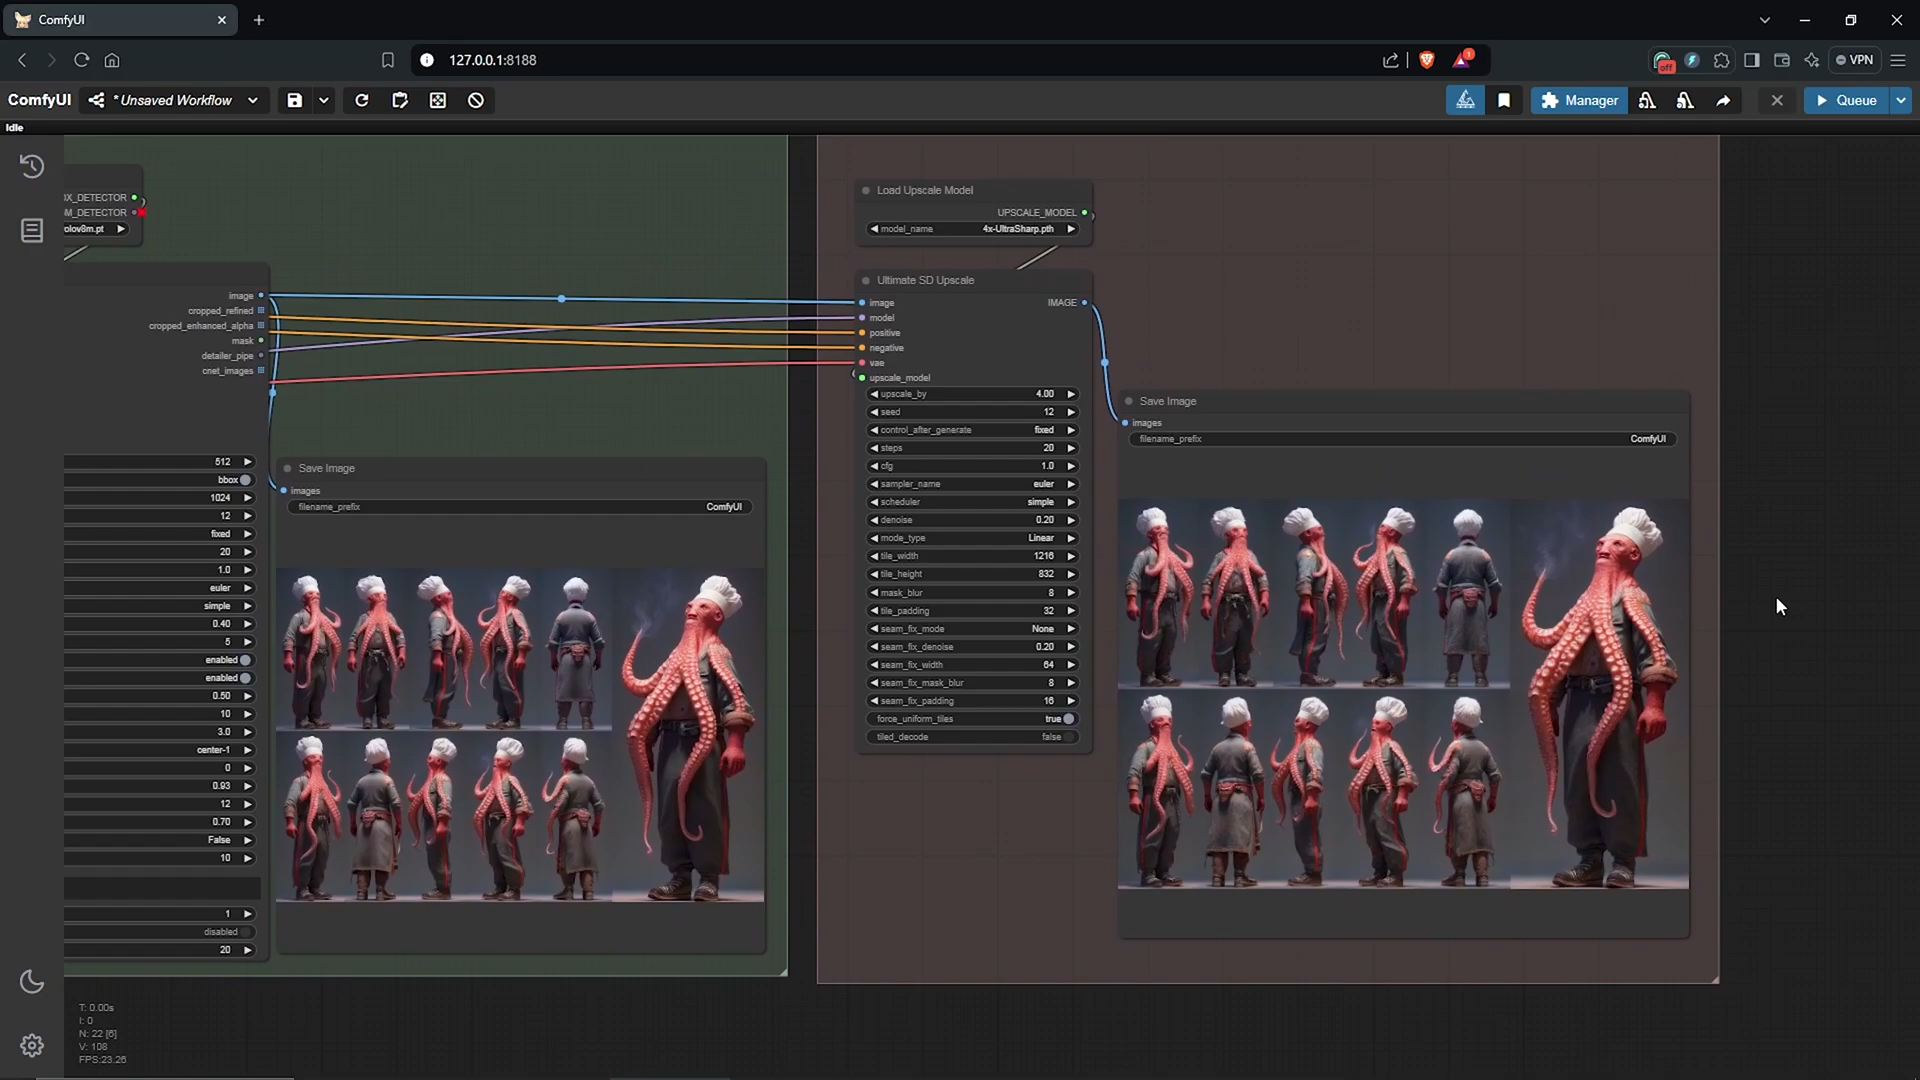 ComfyUI
127.0.0.1:8188
1
off
VPN
ComfyUI
* Unsaved Workflow
Manager
Queue
Idle
OX_DETECTOR
GM_DETECTOR
olov8m.pt
image
cropped_refined
cropped_enhanced_alpha
mask
detailer_pipe
cnet_images
512
bbox
1024
12
fixed
20
1.0
euler
simple
0.40
5
enabled
enabled
0.50
10
3.0
center-1
0
0.93
12
0.70
False
10
1
disabled
20
Save Image
images
filename_prefix ComfyUI
Load Upscale Model
UPSCALE_MODEL
model_name 4x-UltraSharp.pth
Ultimate SD Upscale
image IMAGE
model
positive
negative
vae
upscale_model
upscale_by 4.00
seed 12
control_after_generate fixed
steps 20
cfg 1.0
sampler_name euler
scheduler simple
denoise 0.20
mode_type Linear
tile_width 1216
tile_height 832
mask_blur 8
tile_padding 32
seam_fix_mode None
seam_fix_denoise 0.20
seam_fix_width 64
seam_fix_mask_blur 8
seam_fix_padding 16
force_uniform_tiles true
tiled_decode false
Save Image
images
filename_prefix ComfyUI
T: 0.00s
I: 0
N: 22 [6]
V: 108
FPS:23.26